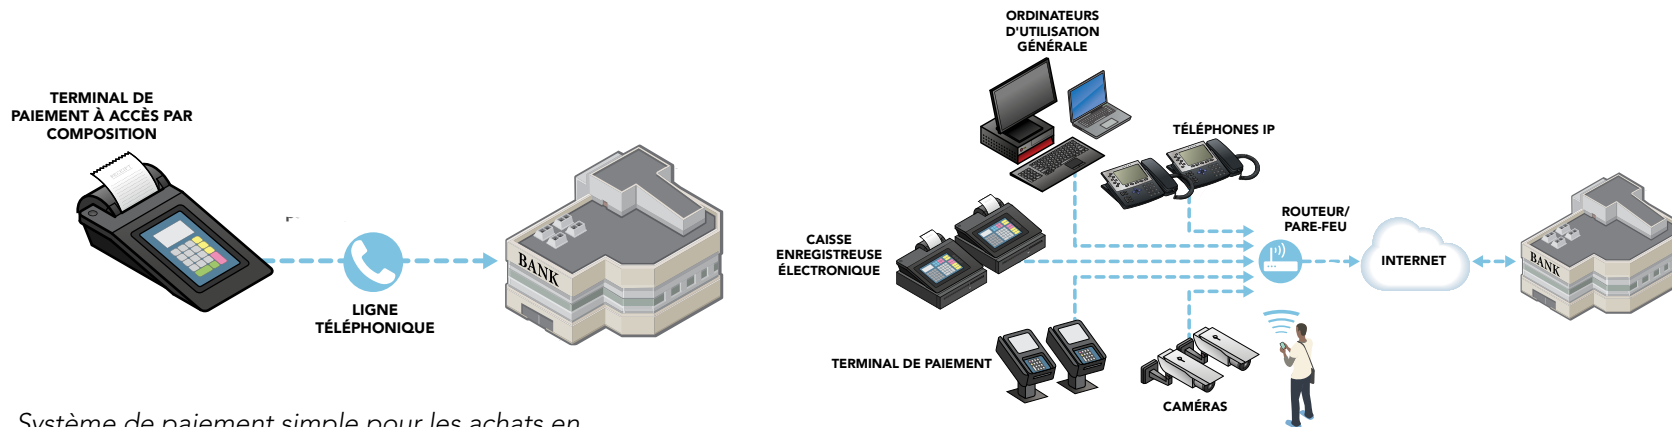 TERMINAL DE
PAIEMENT À ACCÈS PAR
COMPOSITION
BANK
LIGNE
TÉLÉPHONIQUE
Système de paiement simple pour les achats en
ORDINATEURS
D'UTILISATION
GÉNÉRALE
TÉLÉPHONES IP
CAISSE
ENREGISTREUSE
ÉLECTRONIQUE
ROUTEUR/
PARE-FEU
INTERNET
BANK
TERMINAL DE PAIEMENT
CAMÉRAS